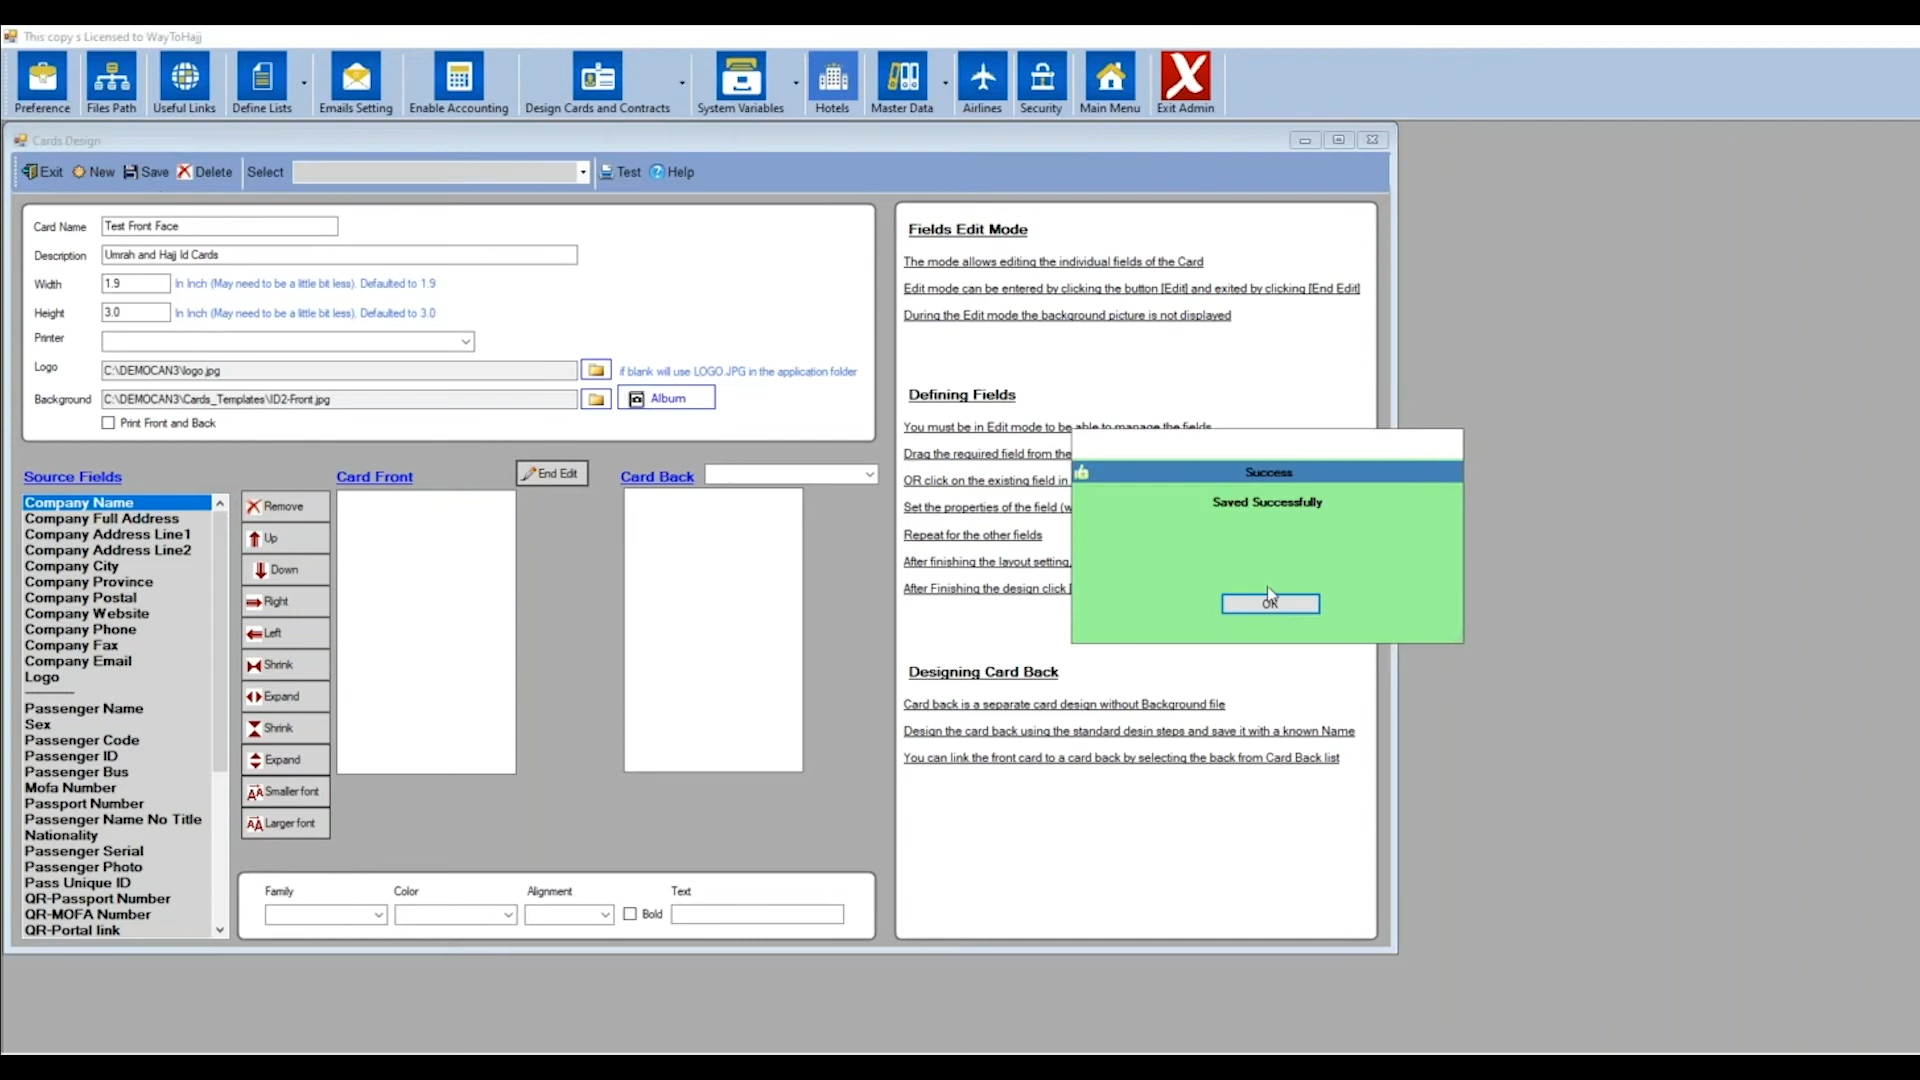 This copy s Licensed to WayToHajj
Preference
Files Path
Useful Links
Define Lists
Emails Setting
Enable Accounting
Design Cards and Contracts
System Variables
Hotels
Master Data
Airlines
Security
Main Menu
Exit Admin
Cards Design
Exit New Save Delete Select Test Help
Card Name Test Front Face
Description Umrah and Hajj Id Cards
Width 1.9 In Inch (May need to be a little bit less). Defaulted to 1.9
Height 3.0 In Inch (May need to be a little bit less). Defaulted to 3.0
Printer
Logo C:\DEMOCAN3\logo.jpg if blank will use LOGO.JPG in the application folder
Background C:\DEMOCAN3\Cards_Templates\ID2-Front.jpg Album
Print Front and Back
Source Fields
Company Name
Company Full Address
Company Address Line1
Company Address Line2
Company City
Company Province
Company Postal
Company Website
Company Phone
Company Fax
Company Email
Logo
Passenger Name
Sex
Passenger Code
Passenger ID
Passenger Bus
Mofa Number
Passport Number
Passenger Name No Title
Nationality
Passenger Serial
Passenger Photo
Pass Unique ID
QR-Passport Number
QR-MOFA Number
QR-Portal link
Remove
Up
Down
Right
Left
Shrink
Expand
Shrink
Expand
Smaller font
Larger font
Card Front
End Edit
Card Back
Family Color Alignment Text
Bold
Fields Edit Mode
The mode allows editing the individual fields of the Card
Edit mode can be entered by clicking the button [Edit] and exited by clicking [End Edit]
During the Edit mode the background picture is not displayed
Defining Fields
You must be in Edit mode to be able to manage the fields
Drag the required field from the
OR click on the existing field in
Set the properties of the field (w
Repeat for the other fields
After finishing the layout setting,
After Finishing the design click [
Designing Card Back
Card back is a separate card design without Background file
Design the card back using the standard desin steps and save it with a known Name
You can link the front card to a card back by selecting the back from Card Back list
Success
Saved Successfully
OK